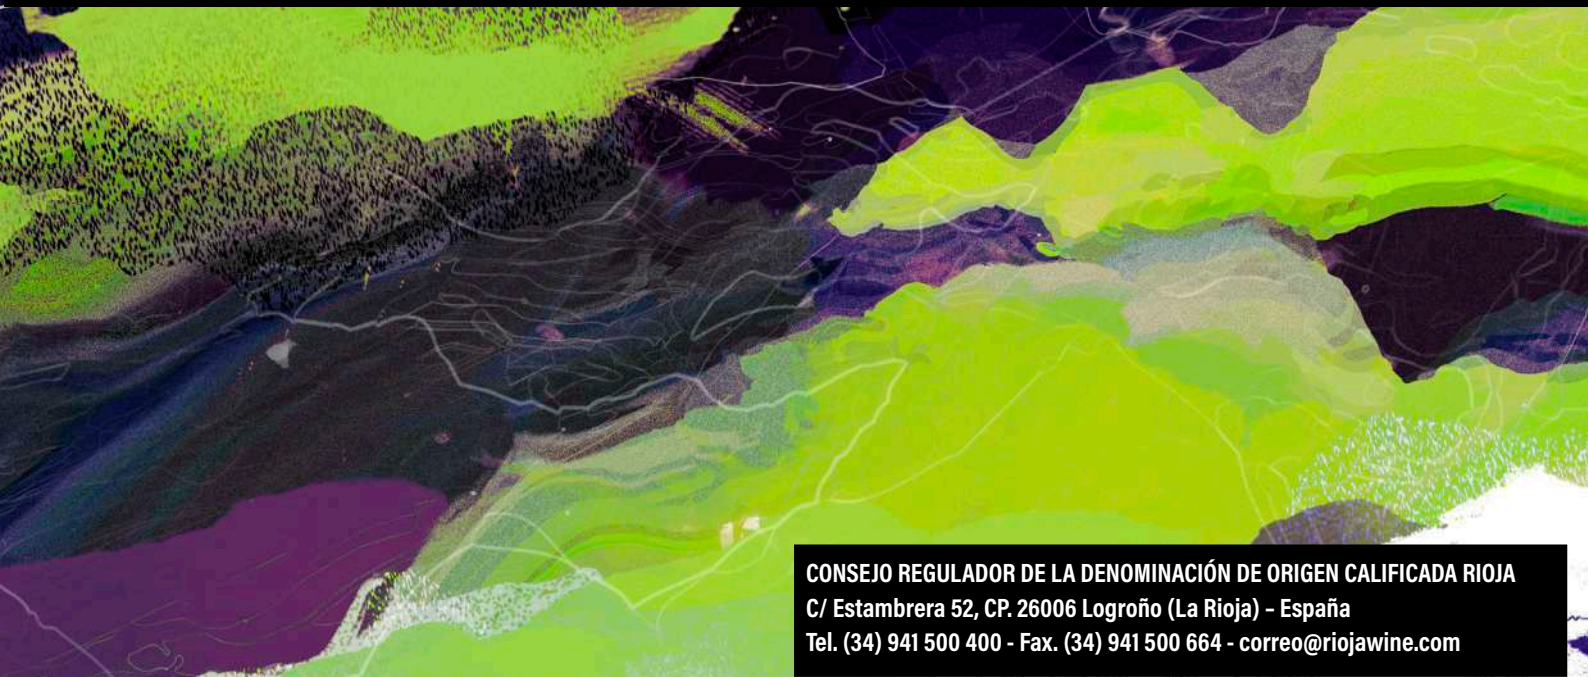 CONSEJO REGULADOR DE LA DENOMINACIÓN DE ORIGEN CALIFICADA RIOJA
C/ Estambrera 52, CP. 26006 Logroño (La Rioja) – España
Tel. (34) 941 500 400 - Fax. (34) 941 500 664 - correo@riojawine.com